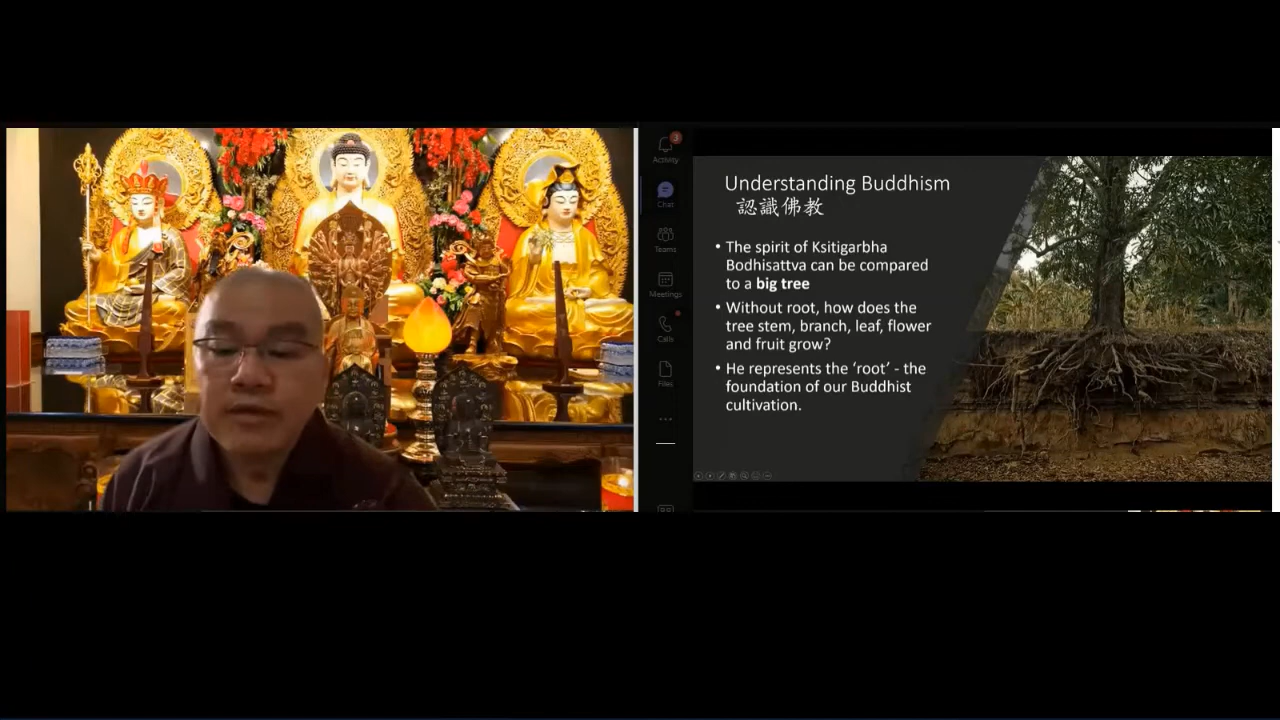 Activity
3
Chat
Teams
Meetings
Calls
Files
Understanding Buddhism
認識佛教
• The spirit of Ksitigarbha
Bodhisattva can be compared
to a big tree
• Without root, how does the
tree stem, branch, leaf, flower
and fruit grow?
• He represents the ‘root’ - the
foundation of our Buddhist
cultivation.